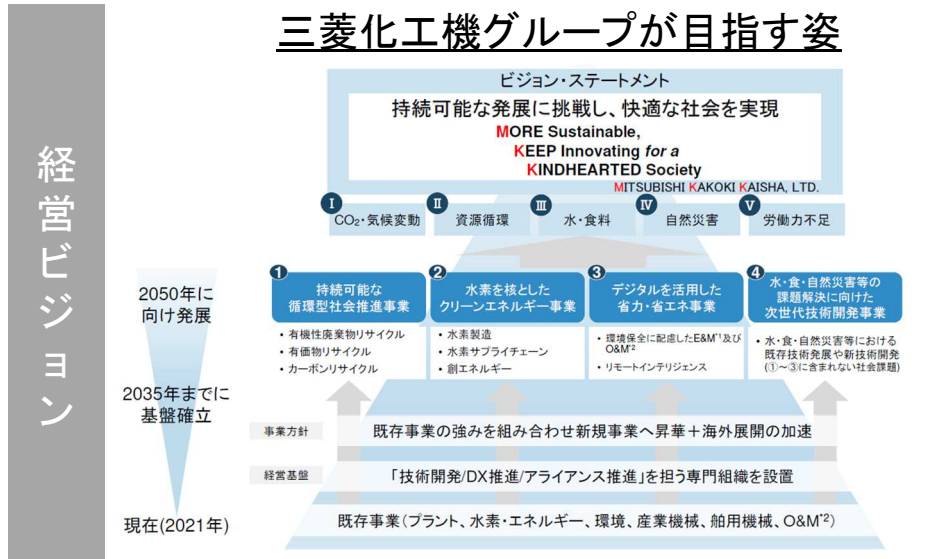 三菱化工機グループが目指す姿
経営ビジョン
ビジョン・ステートメント
持続可能な発展に挑戦し、快適な社会を実現
MORE Sustainable,
KEEP Innovating for a
KINDHEARTED Society
MITSUBISHI KAKOKI KAISHA, LTD.
Ⅰ
CO₂・気候変動
Ⅱ
資源循環
Ⅲ
水・食料
Ⅳ
自然災害
Ⅴ
労働力不足
2050年に
向け発展
2035年までに
基盤確立
現在(2021年)
1
持続可能な
循環型社会推進事業
・有機性廃棄物リサイクル
・有価物リサイクル
・カーボンリサイクル
2
水素を核とした
クリーンエネルギー事業
・水素製造
・水素サプライチェーン
・創エネルギー
3
デジタルを活用した
省力・省エネ事業
・環境保全に配慮したE&M*1及び
O&M*2
・リモートインテリジェンス
4
水・食・自然災害等の
課題解決に向けた
次世代技術開発事業
・水・食・自然災害等における
既存技術発展や新技術開発
(①～③に含まれない社会課題)
事業方針
既存事業の強みを組み合わせ新規事業へ昇華＋海外展開の加速
経営基盤
「技術開発/DX推進/アライアンス推進」を担う専門組織を設置
既存事業(プラント、水素・エネルギー、環境、産業機械、舶用機械、O&M*2)